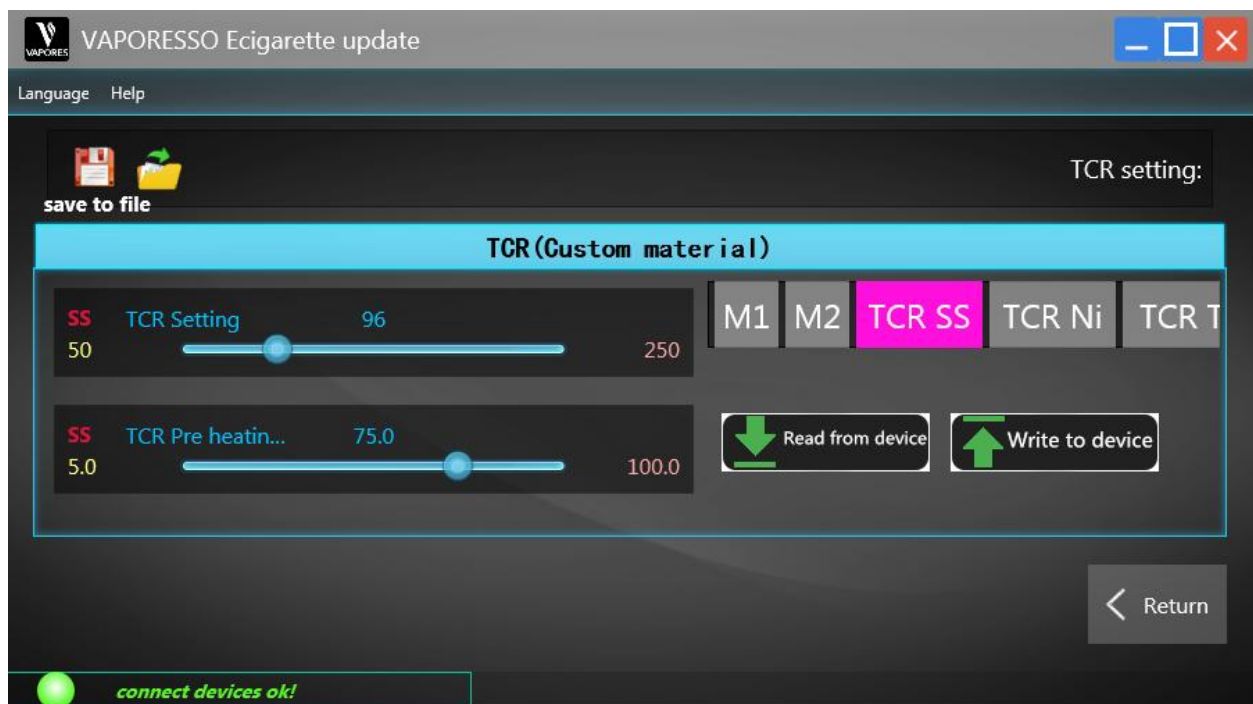 VAPORES
VAPORESSO Ecigarette update
Language Help
save to file
TCR setting:
TCR(Custom material)
SS TCR Setting 96
50 250
M1 M2 TCR SS TCR Ni TCR T
SS TCR Pre heatin... 75.0
5.0 100.0
Read from device Write to device
Return
connect devices ok!